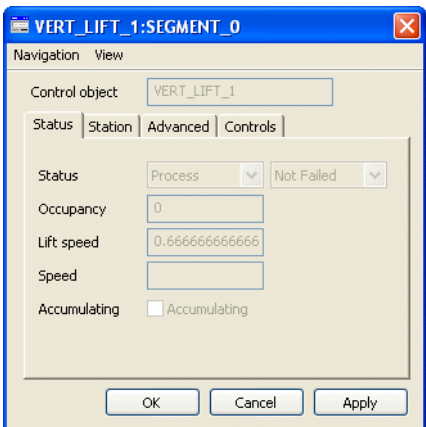 VERT_LIFT_1:SEGMENT_0
Navigation View
Control object VERT_LIFT_1
Status Station Advanced Controls
Status Process Not Failed
Occupancy 0
Lift speed 0.666666666666
Speed
Accumulating Accumulating
OK Cancel Apply